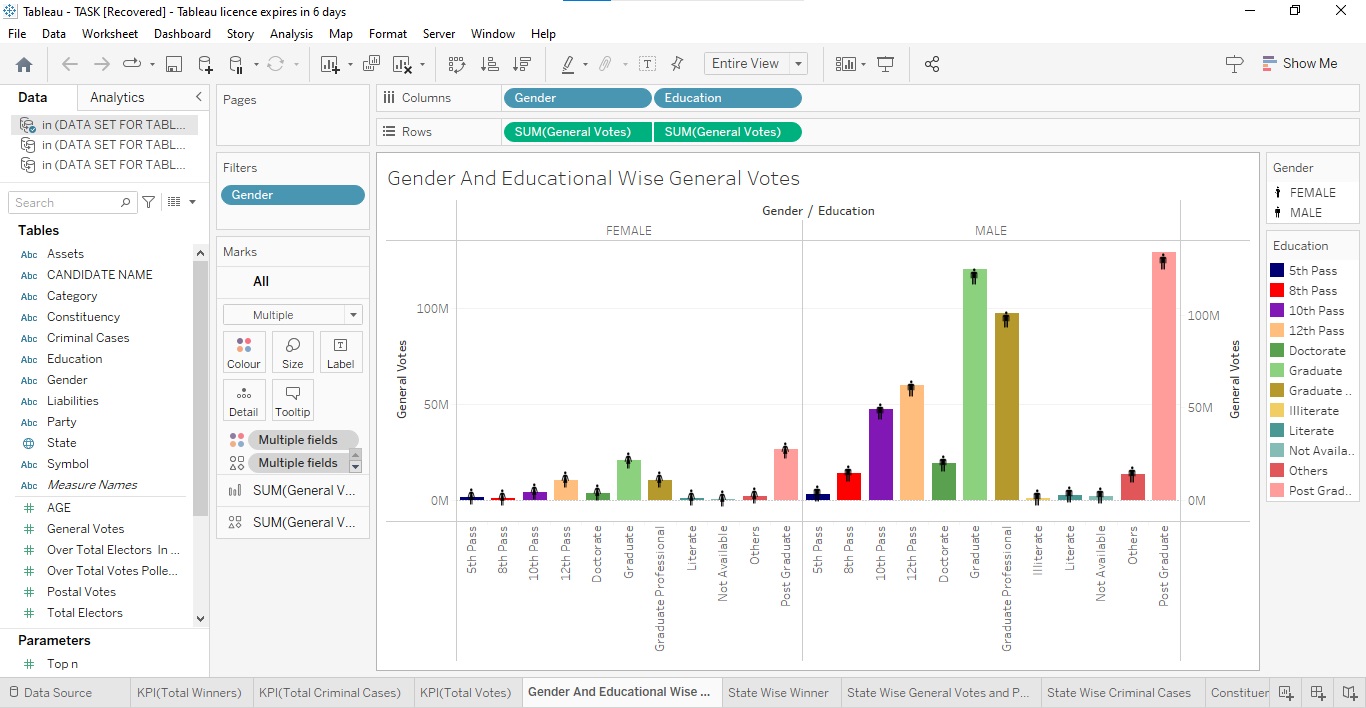 Tableau - TASK [Recovered] - Tableau licence expires in 6 days
File Data Worksheet Dashboard Story Analysis Map Format Server Window Help
Entire View
Show Me
Data Analytics
in (DATA SET FOR TABL...
in (DATA SET FOR TABL...
in (DATA SET FOR TABL...
Search
Tables
Abc Assets
Abc CANDIDATE NAME
Abc Category
Abc Constituency
Abc Criminal Cases
Abc Education
Abc Gender
Abc Liabilities
Abc Party
State
Abc Symbol
Abc Measure Names
# AGE
# General Votes
# Over Total Electors In ...
# Over Total Votes Polle...
# Postal Votes
# Total Electors
Parameters
# Top n
Pages
Filters
Gender
Marks
All
Multiple
Colour Size Label
Detail Tooltip
Multiple fields
Multiple fields
SUM(General V...
SUM(General V...
Columns Gender Education
Rows SUM(General Votes) SUM(General Votes)
Gender And Educational Wise General Votes
Gender / Education
FEMALE MALE
General Votes
100M
50M
0M
100M
50M
0M
General Votes
5th Pass
8th Pass
10th Pass
12th Pass
Doctorate
Graduate
Graduate Professional
Literate
Not Available
Others
Post Graduate
5th Pass
8th Pass
10th Pass
12th Pass
Doctorate
Graduate
Graduate Professional
Illiterate
Literate
Not Available
Others
Post Graduate
Gender
FEMALE
MALE
Education
5th Pass
8th Pass
10th Pass
12th Pass
Doctorate
Graduate
Graduate ..
Illiterate
Literate
Not Availa..
Others
Post Grad..
Data Source KPI(Total Winners) KPI(Total Criminal Cases) KPI(Total Votes) Gender And Educational Wise ... State Wise Winner State Wise General Votes and P... State Wise Criminal Cases Constituer